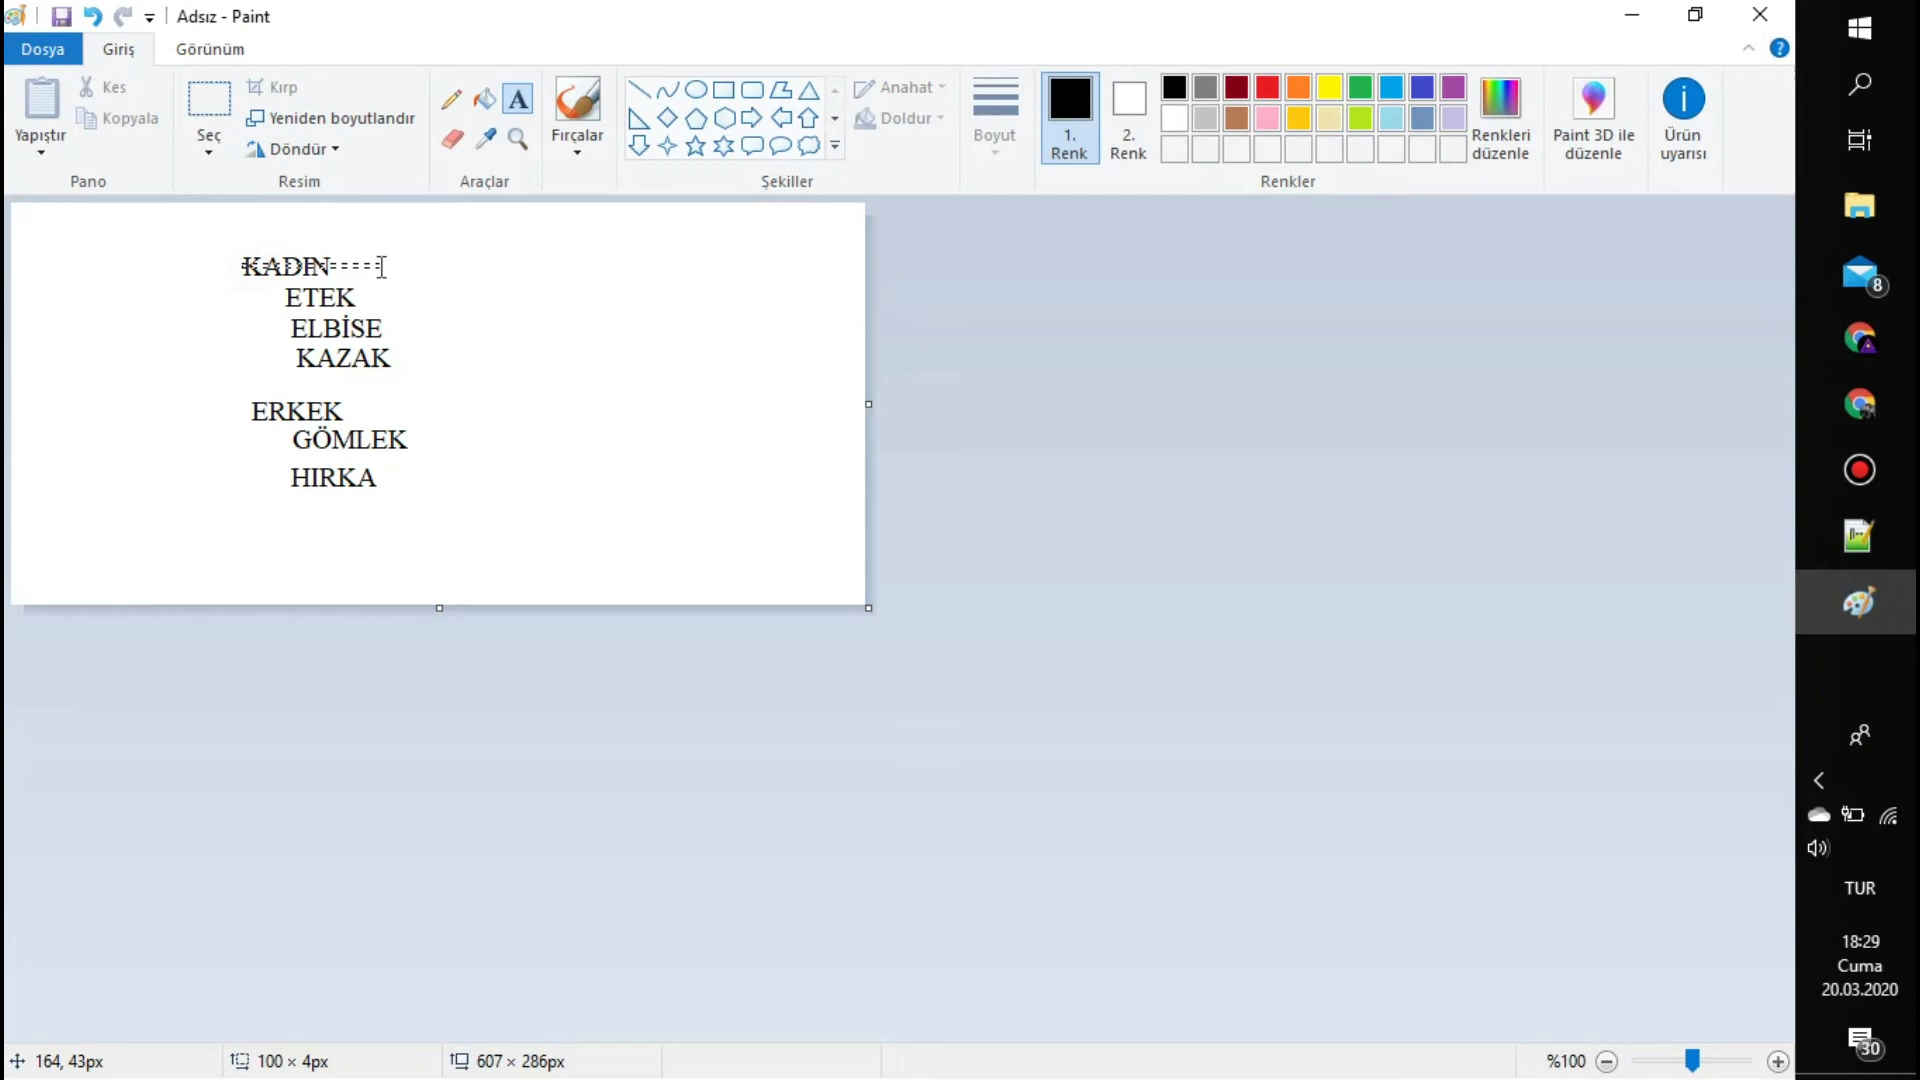 Adsız - Paint
Dosya Giriş Görünüm
Yapıştır
Kes
Kopyala
Pano
Seç
Kırp
Yeniden boyutlandır
Döndür
Resim
A
Araçlar
Fırçalar
Şekiller
Anahat
Doldur
Boyut
1.
Renk
2.
Renk
Renkleri
düzenle
Renkler
Paint 3D ile
düzenle
Ürün
uyarısı
KADIN
ETEK
ELBİSE
KAZAK
ERKEK
GÖMLEK
HIRKA
8
TUR
18:29
Cuma
20.03.2020
30
164, 43px
100 × 4px
607 × 286px
%100